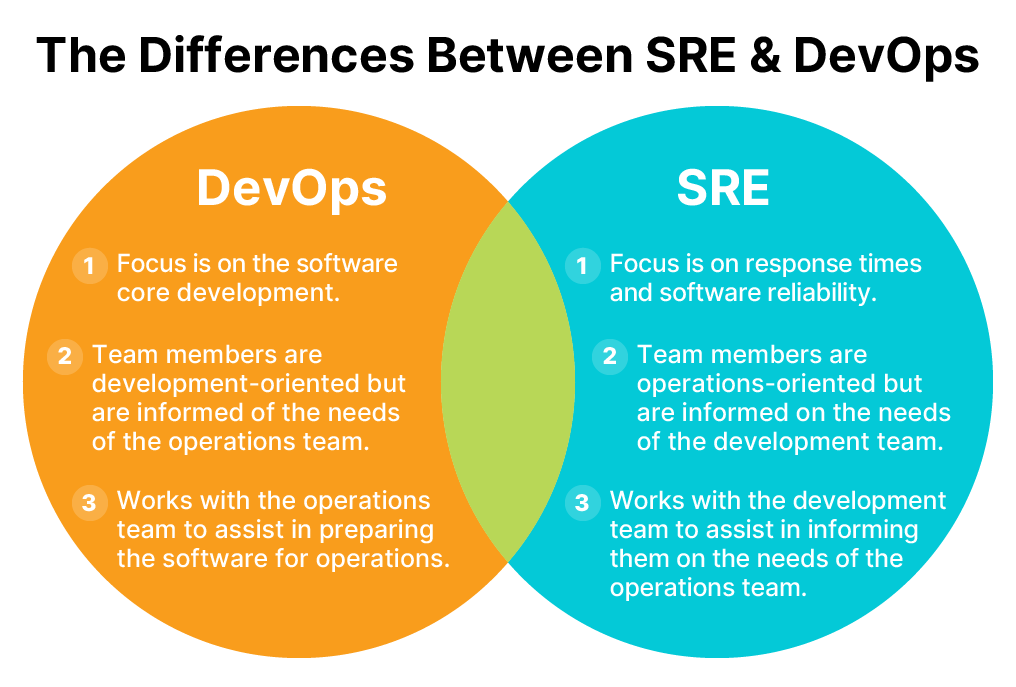 The Differences Between SRE & DevOps
DevOps
1 Focus is on the software
core development.
2 Team members are
development-oriented but
are informed of the needs
of the operations team.
3 Works with the operations
team to assist in preparing
the software for operations.
SRE
1 Focus is on response times
and software reliability.
2 Team members are
operations-oriented but
are informed on the needs
of the development team.
3 Works with the development
team to assist in informing
them on the needs of the
operations team.